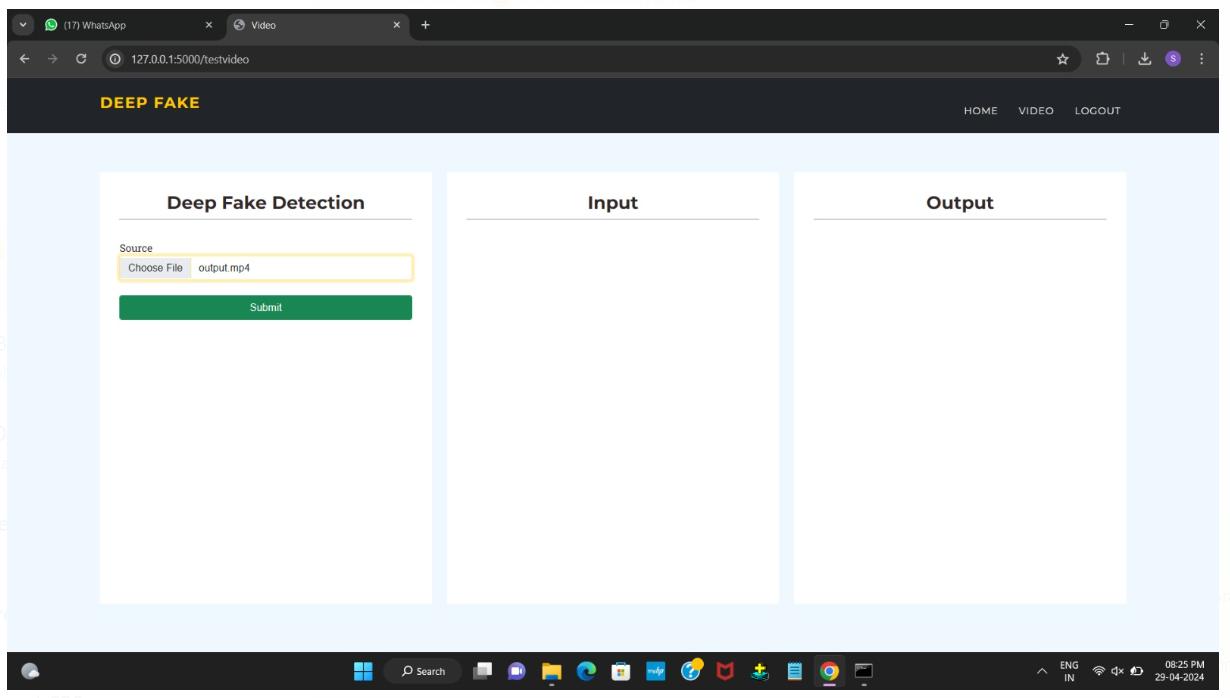 (17) WhatsApp
Video
127.0.0.1:5000/testvideo
S
DEEP FAKE
HOME VIDEO LOGOUT
Deep Fake Detection
Source
Choose File output.mp4
Submit
Input
Output
Search
ENG
IN
08:25 PM
29-04-2024